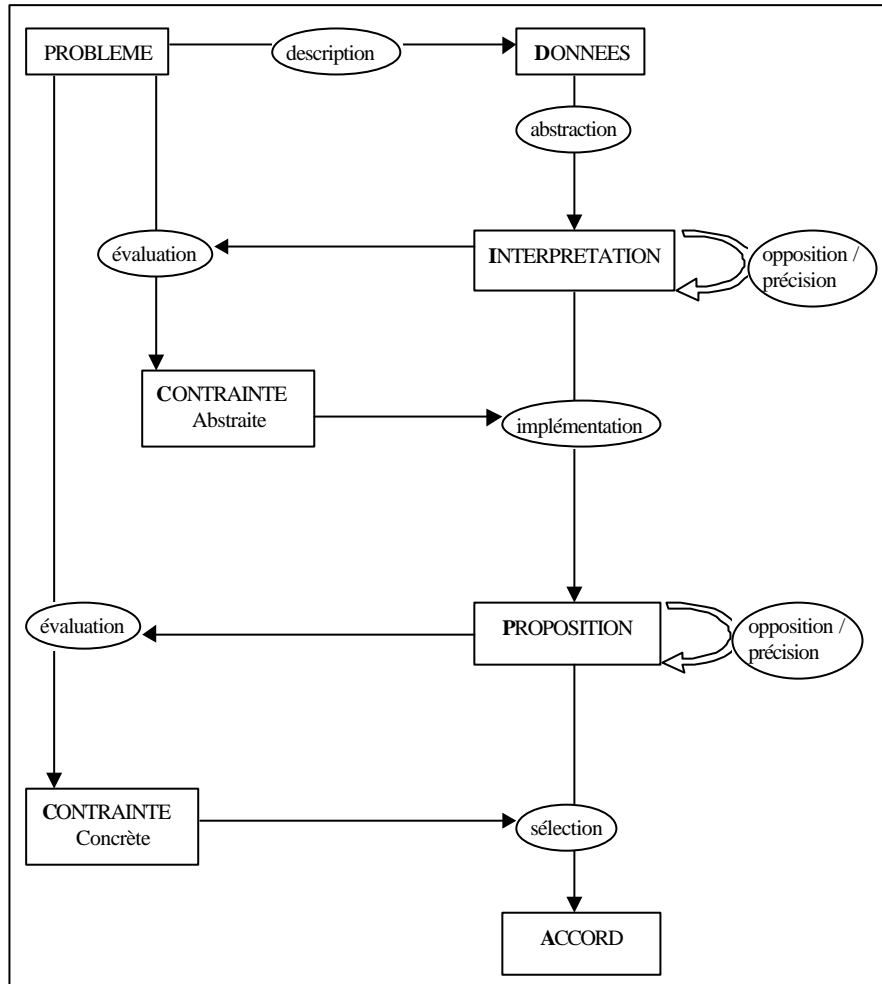 PROBLEME
description
DONNEES
abstraction
évaluation
INTERPRETATION
opposition /
précision
CONTRAINTE
Abstraite
implémentation
évaluation
PROPOSITION
opposition /
précision
CONTRAINTE
Concrète
sélection
ACCORD